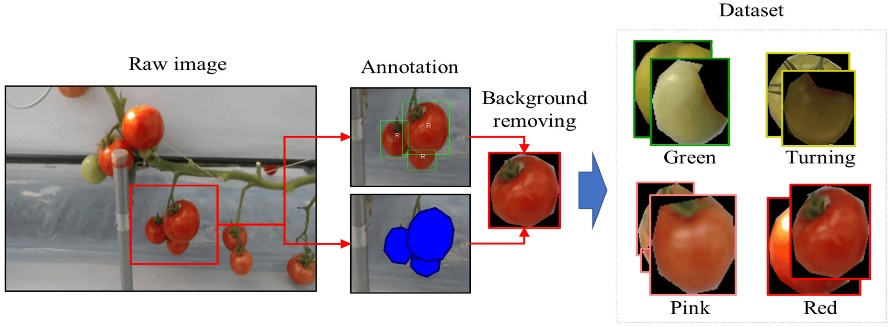 Dataset
Raw image
Annotation
Background
removing
R
R
R
Green
Turning
Pink
Red